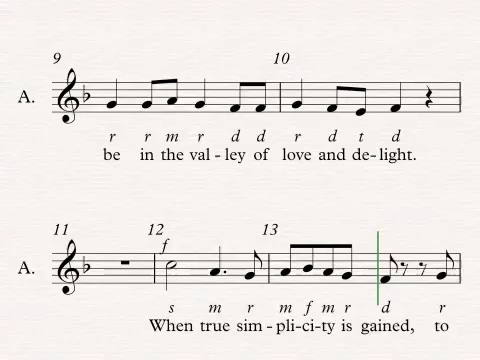 9 10
A.
r r m r d d r r d t d
be in the val - ley of love and de - light.
11 12 13
f
A.
s m r m f m r d r
When true sim - pli - ci - ty is gained, to